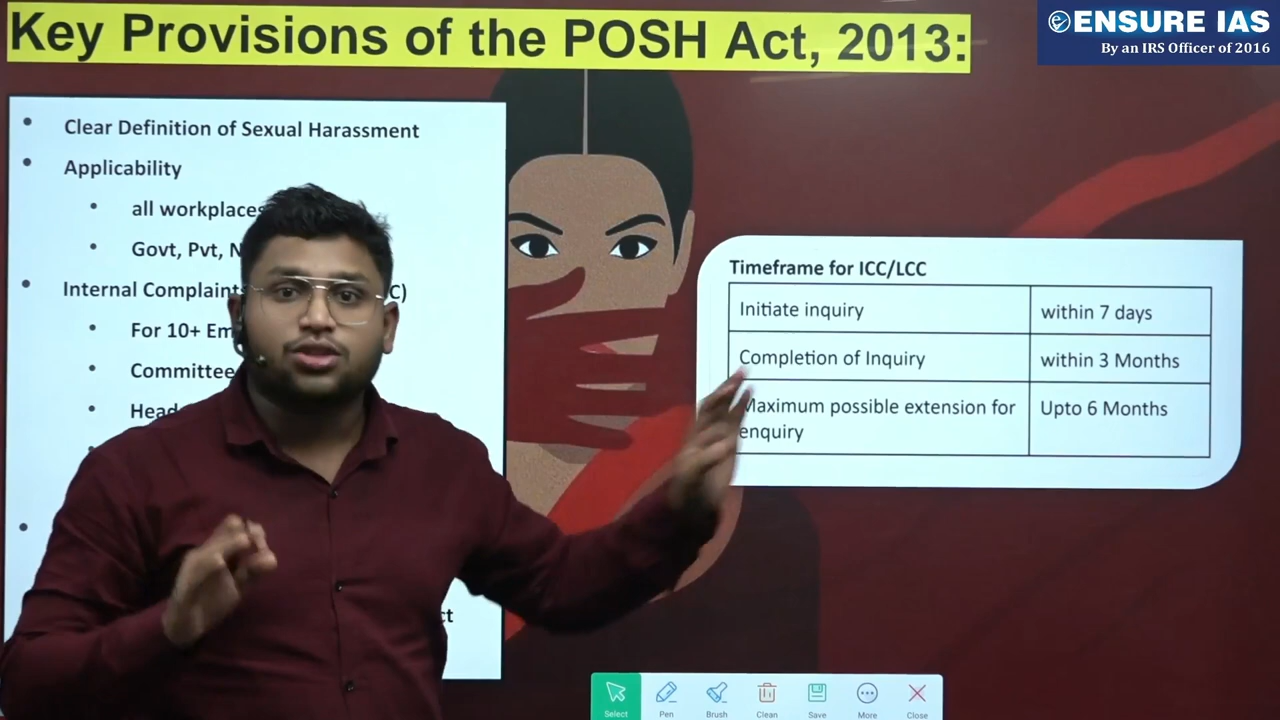 Key Provisions of the POSH Act, 2013:
ENSURE IAS
By an IRS Officer of 2016
Clear Definition of Sexual Harassment
Applicability
all workplaces
Govt, Pvt,
Internal Complaints
For 10+
Committee
Timeframe for ICC/LCC
Initiate inquiry
within 7 days
Completion of Inquiry
within 3 Months
Maximum possible extension for
enquiry
Upto 6 Months
Select
Pen
Brush
Clean
Save
More
Close